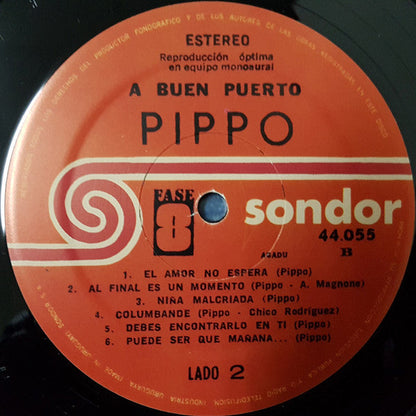 ESTEREO
Reproducción óptima
en equipo monoaural
A BUEN PUERTO
PIPPO
FASE
8
sondor
44.055
AGADU
B
1. EL AMOR NO ESPERA (Pippo)
2. AL FINAL ES UN MOMENTO (Pippo - A. Magnone)
3. NIÑA MALCRIADA (Pippo)
4. COLUMBANDE (Pippo - Chico Rodríguez)
5. DEBES ENCONTRARLO EN TI (Pippo)
6. PUEDE SER QUE MAÑANA... (Pippo)
LADO 2